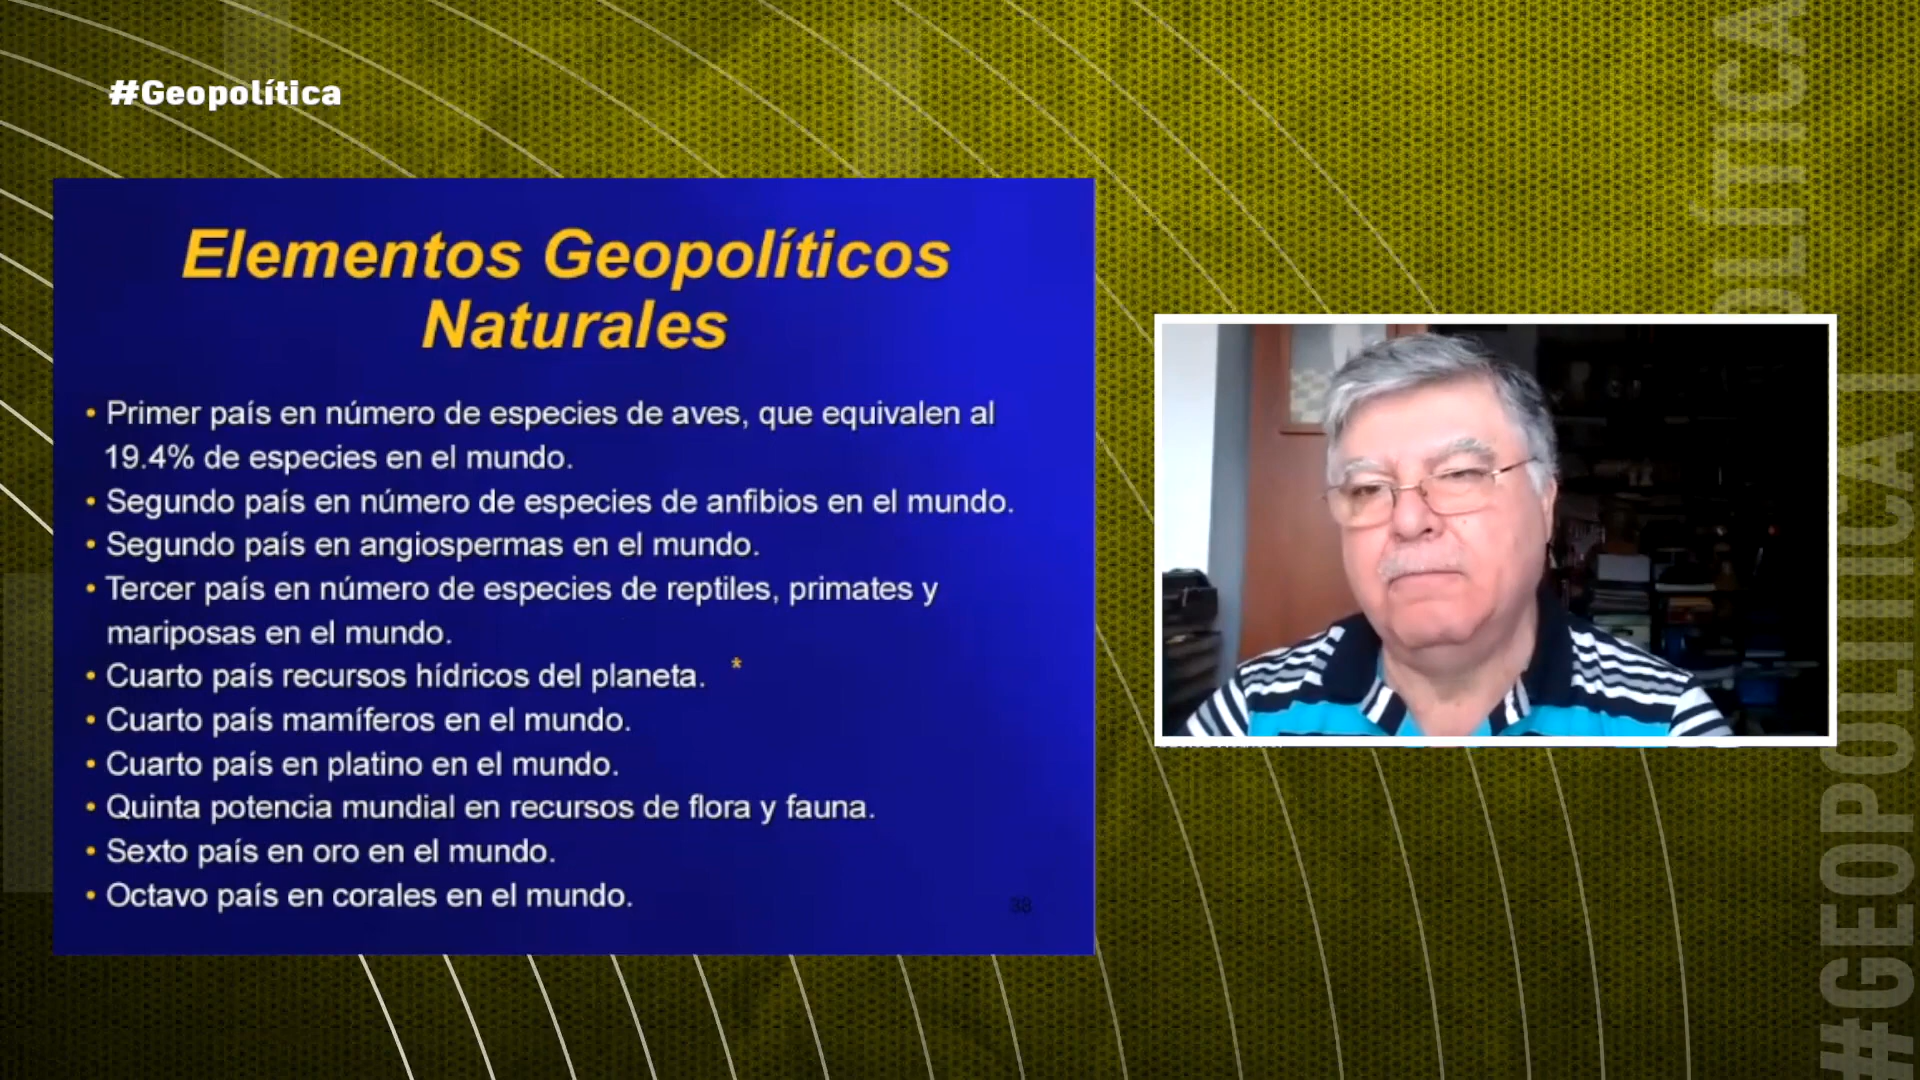 #Geopolítica
Elementos Geopolíticos
Naturales
• Primer país en número de especies de aves, que equivalen al
19.4% de especies en el mundo.
• Segundo país en número de especies de anfibios en el mundo.
• Segundo país en angiospermas en el mundo.
• Tercer país en número de especies de reptiles, primates y
mariposas en el mundo.
• Cuarto país recursos hídricos del planeta. *
• Cuarto país mamíferos en el mundo.
• Cuarto país en platino en el mundo.
• Quinta potencia mundial en recursos de flora y fauna.
• Sexto país en oro en el mundo.
• Octavo país en corales en el mundo.
38
OLÍTICA
#GEOPOLÍTICA